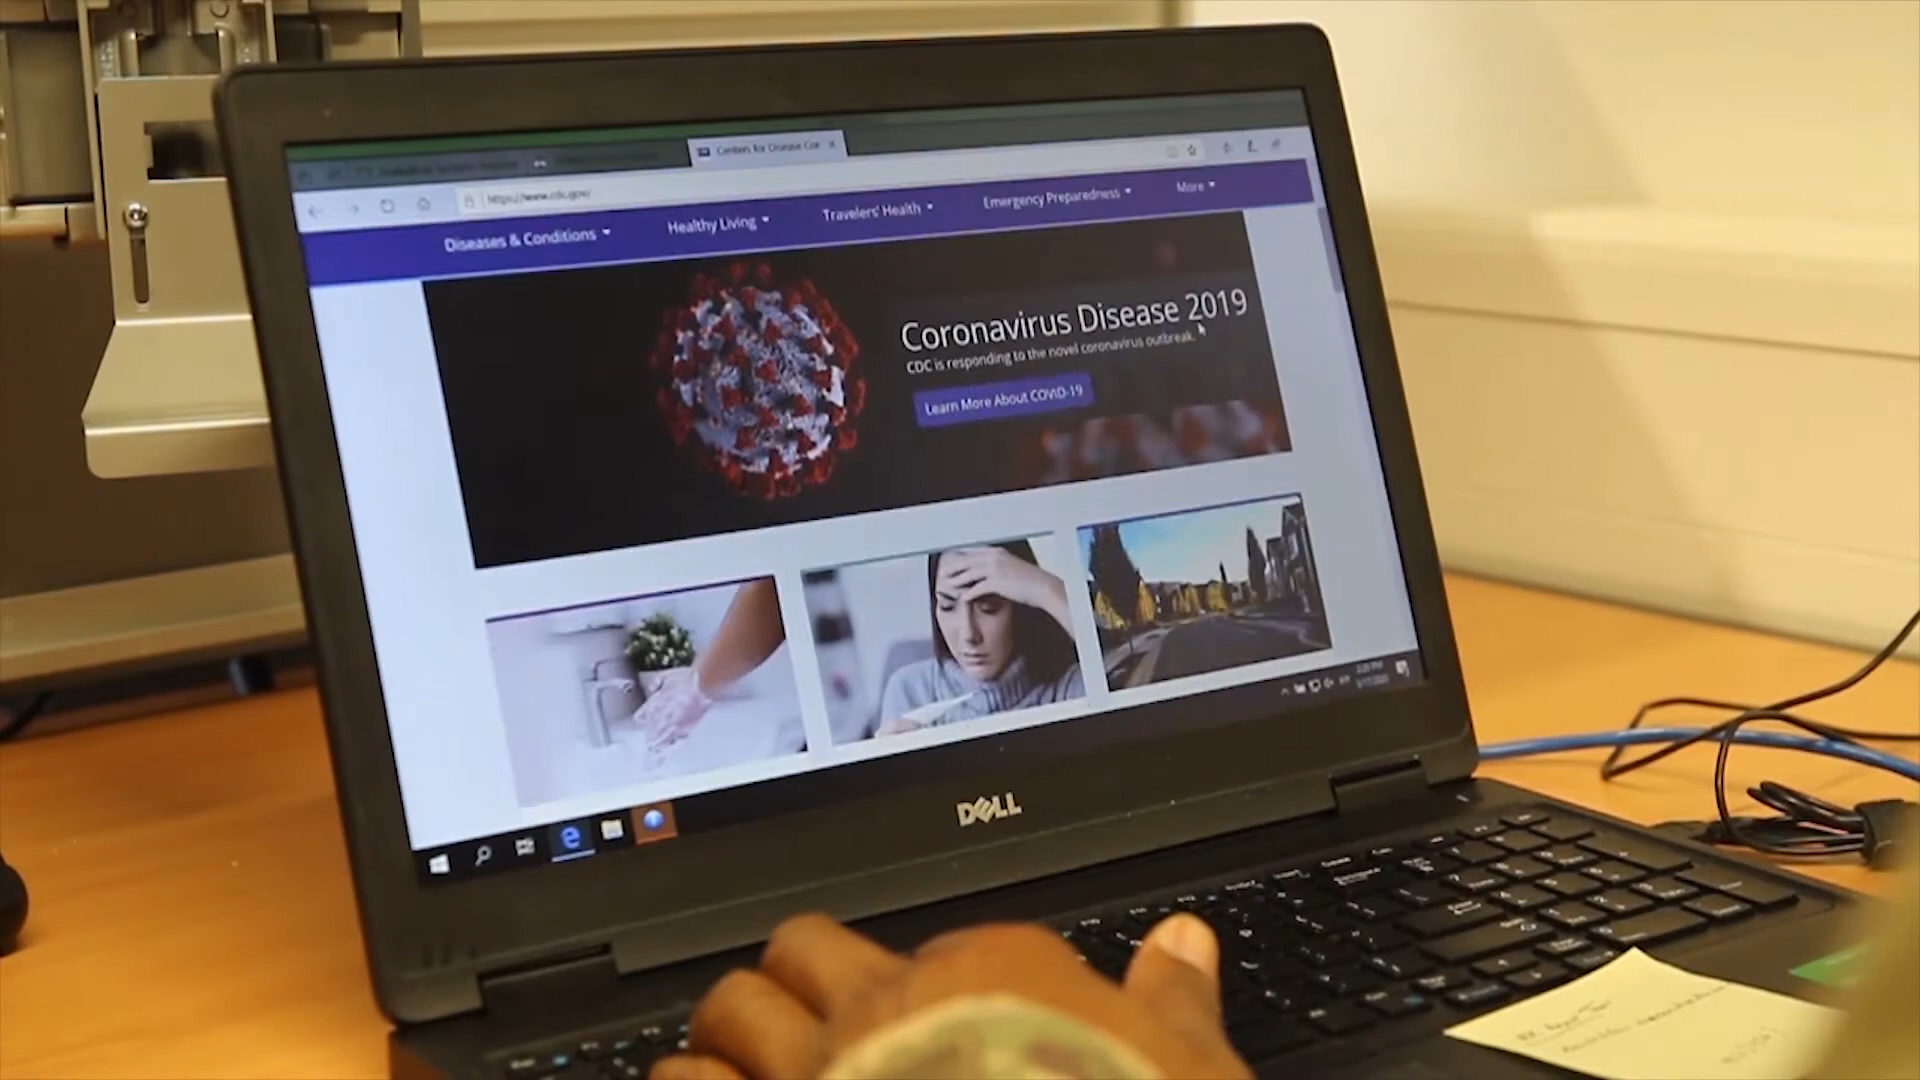 Centers for Disease Con
https://www.cdc.gov/
Diseases & Conditions
Healthy Living
Travelers' Health
Emergency Preparedness
More
Coronavirus Disease 2019
CDC is responding to the novel coronavirus outbreak.
Learn More About COVID-19
DELL